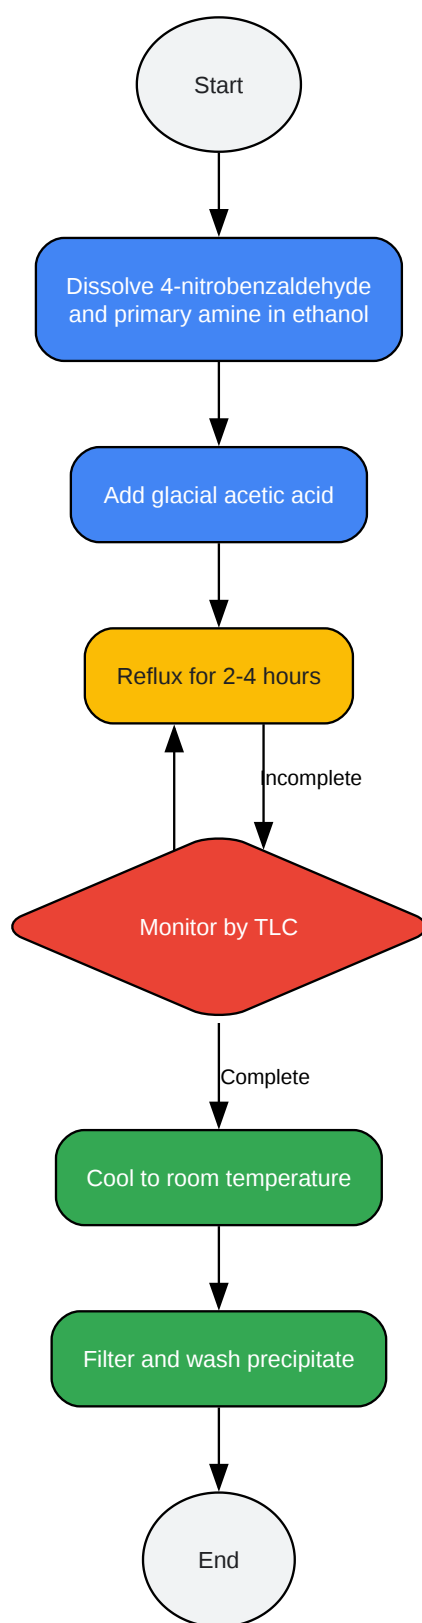 Start
Dissolve 4-nitrobenzaldehyde
and primary amine in ethanol
Add glacial acetic acid
Reflux for 2-4 hours
Incomplete
Monitor by TLC
Complete
Cool to room temperature
Filter and wash precipitate
End